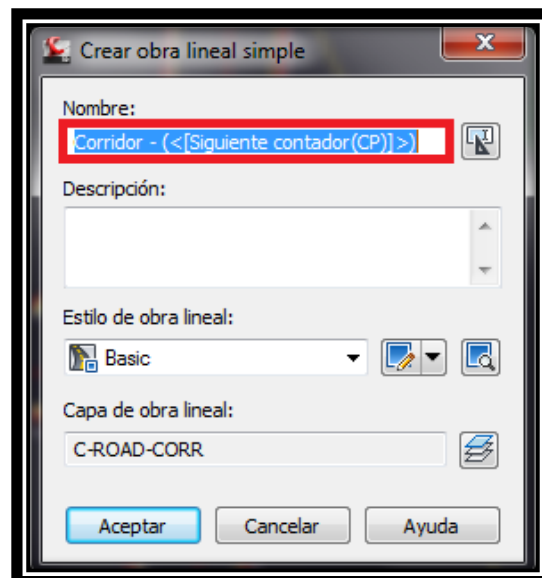 Crear obra lineal simple
Nombre:
Corridor - (<[Siguiente contador(CP)]>)
Descripción:
Estilo de obra lineal:
Basic
Capa de obra lineal:
C-ROAD-CORR
Aceptar Cancelar Ayuda